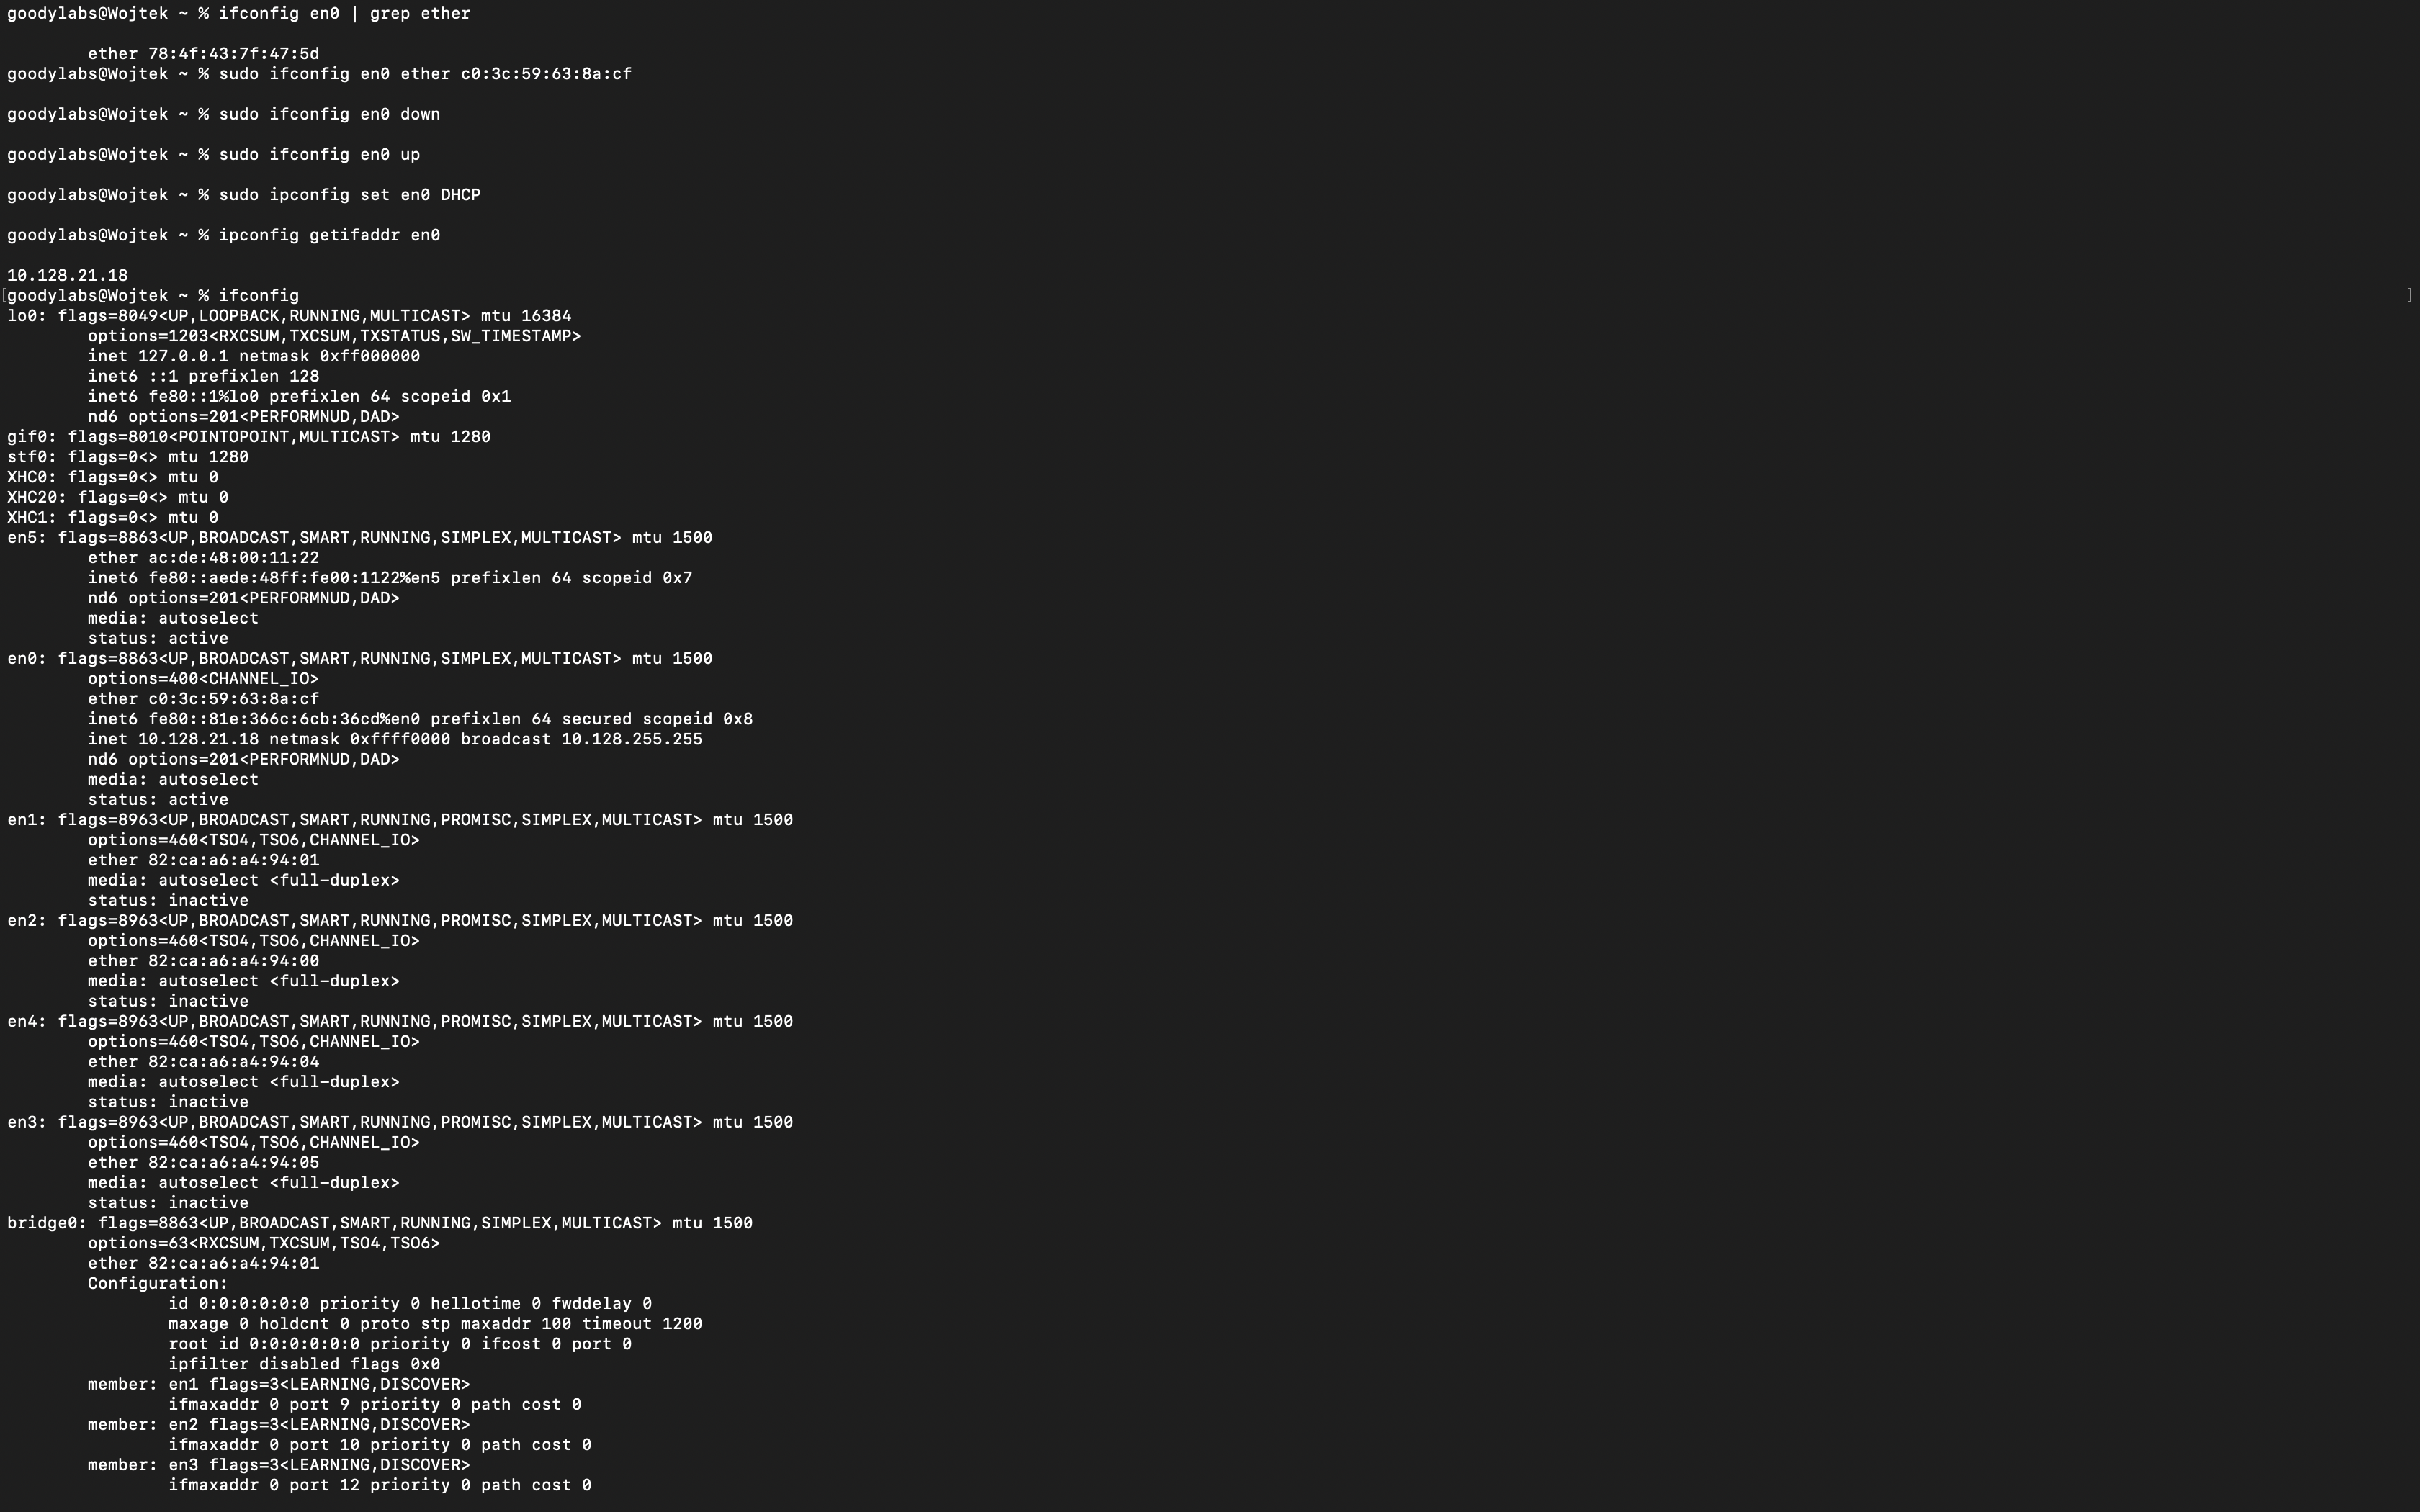 goodylabs@Wojtek ~ % ifconfig en0 | grep ether
ether 78:4f:43:7f:47:5d
goodylabs@Wojtek ~ % sudo ifconfig en0 ether c0:3c:59:63:8a:cf
goodylabs@Wojtek ~ % sudo ifconfig en0 down
goodylabs@Wojtek ~ % sudo ifconfig en0 up
goodylabs@Wojtek ~ % sudo ipconfig set en0 DHCP
goodylabs@Wojtek ~ % ipconfig getifaddr en0
10.128.21.18
[goodylabs@Wojtek ~ % ifconfig ]
lo0: flags=8049<UP,LOOPBACK,RUNNING,MULTICAST> mtu 16384
options=1203<RXCSUM,TXCSUM,TXSTATUS,SW_TIMESTAMP>
inet 127.0.0.1 netmask 0xff000000
inet6 ::1 prefixlen 128
inet6 fe80::1%lo0 prefixlen 64 scopeid 0x1
nd6 options=201<PERFORMNUD,DAD>
gif0: flags=8010<POINTOPOINT,MULTICAST> mtu 1280
stf0: flags=0<> mtu 1280
XHC0: flags=0<> mtu 0
XHC20: flags=0<> mtu 0
XHC1: flags=0<> mtu 0
en5: flags=8863<UP,BROADCAST,SMART,RUNNING,SIMPLEX,MULTICAST> mtu 1500
ether ac:de:48:00:11:22
inet6 fe80::aede:48ff:fe00:1122%en5 prefixlen 64 scopeid 0x7
nd6 options=201<PERFORMNUD,DAD>
media: autoselect
status: active
en0: flags=8863<UP,BROADCAST,SMART,RUNNING,SIMPLEX,MULTICAST> mtu 1500
options=400<CHANNEL_IO>
ether c0:3c:59:63:8a:cf
inet6 fe80::81e:366c:6cb:36cd%en0 prefixlen 64 secured scopeid 0x8
inet 10.128.21.18 netmask 0xffff0000 broadcast 10.128.255.255
nd6 options=201<PERFORMNUD,DAD>
media: autoselect
status: active
en1: flags=8963<UP,BROADCAST,SMART,RUNNING,PROMISC,SIMPLEX,MULTICAST> mtu 1500
options=460<TSO4,TSO6,CHANNEL_IO>
ether 82:ca:a6:a4:94:01
media: autoselect <full-duplex>
status: inactive
en2: flags=8963<UP,BROADCAST,SMART,RUNNING,PROMISC,SIMPLEX,MULTICAST> mtu 1500
options=460<TSO4,TSO6,CHANNEL_IO>
ether 82:ca:a6:a4:94:00
media: autoselect <full-duplex>
status: inactive
en4: flags=8963<UP,BROADCAST,SMART,RUNNING,PROMISC,SIMPLEX,MULTICAST> mtu 1500
options=460<TSO4,TSO6,CHANNEL_IO>
ether 82:ca:a6:a4:94:04
media: autoselect <full-duplex>
status: inactive
en3: flags=8963<UP,BROADCAST,SMART,RUNNING,PROMISC,SIMPLEX,MULTICAST> mtu 1500
options=460<TSO4,TSO6,CHANNEL_IO>
ether 82:ca:a6:a4:94:05
media: autoselect <full-duplex>
status: inactive
bridge0: flags=8863<UP,BROADCAST,SMART,RUNNING,SIMPLEX,MULTICAST> mtu 1500
options=63<RXCSUM,TXCSUM,TSO4,TSO6>
ether 82:ca:a6:a4:94:01
Configuration:
id 0:0:0:0:0:0 priority 0 hellotime 0 fwddelay 0
maxage 0 holdcnt 0 proto stp maxaddr 100 timeout 1200
root id 0:0:0:0:0:0 priority 0 ifcost 0 port 0
ipfilter disabled flags 0x0
member: en1 flags=3<LEARNING,DISCOVER>
ifmaxaddr 0 port 9 priority 0 path cost 0
member: en2 flags=3<LEARNING,DISCOVER>
ifmaxaddr 0 port 10 priority 0 path cost 0
member: en3 flags=3<LEARNING,DISCOVER>
ifmaxaddr 0 port 12 priority 0 path cost 0